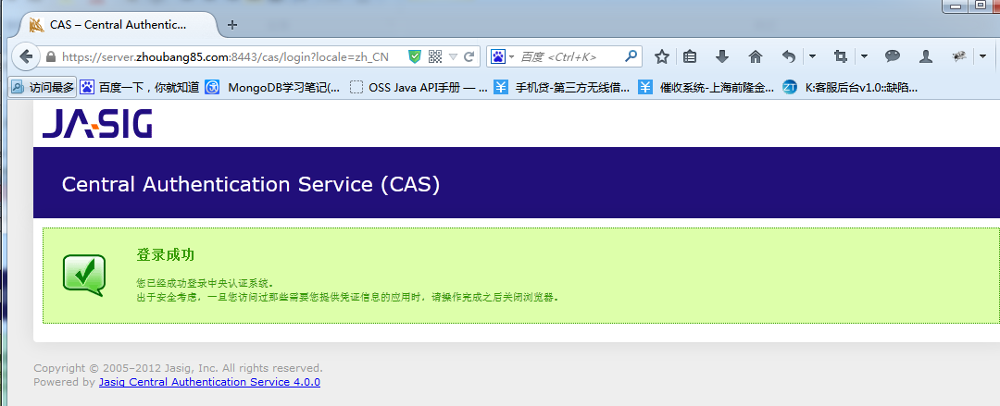 CAS – Central Authentic...
https://server.zhoubang85.com:8443/cas/login?locale=zh_CN
百度 <Ctrl+K>
访问最多 百度一下，你就知道 MongoDB学习笔记(... OSS Java API手册 — ... 手机贷-第三方无线借... 催收系统-上海前隆金... K:客服后台v1.0::缺陷...
JASIG
Central Authentication Service (CAS)
登录成功
您已经成功登录中央认证系统。
出于安全考虑，一旦您访问过那些需要您提供凭证信息的应用时，请操作完成之后关闭浏览器。
Copyright © 2005–2012 Jasig, Inc. All rights reserved.
Powered by Jasig Central Authentication Service 4.0.0